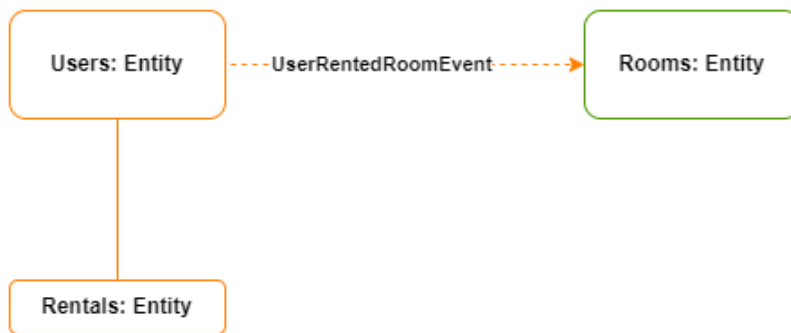 Users: Entity
UserRentedRoomEvent
Rooms: Entity
Rentals: Entity